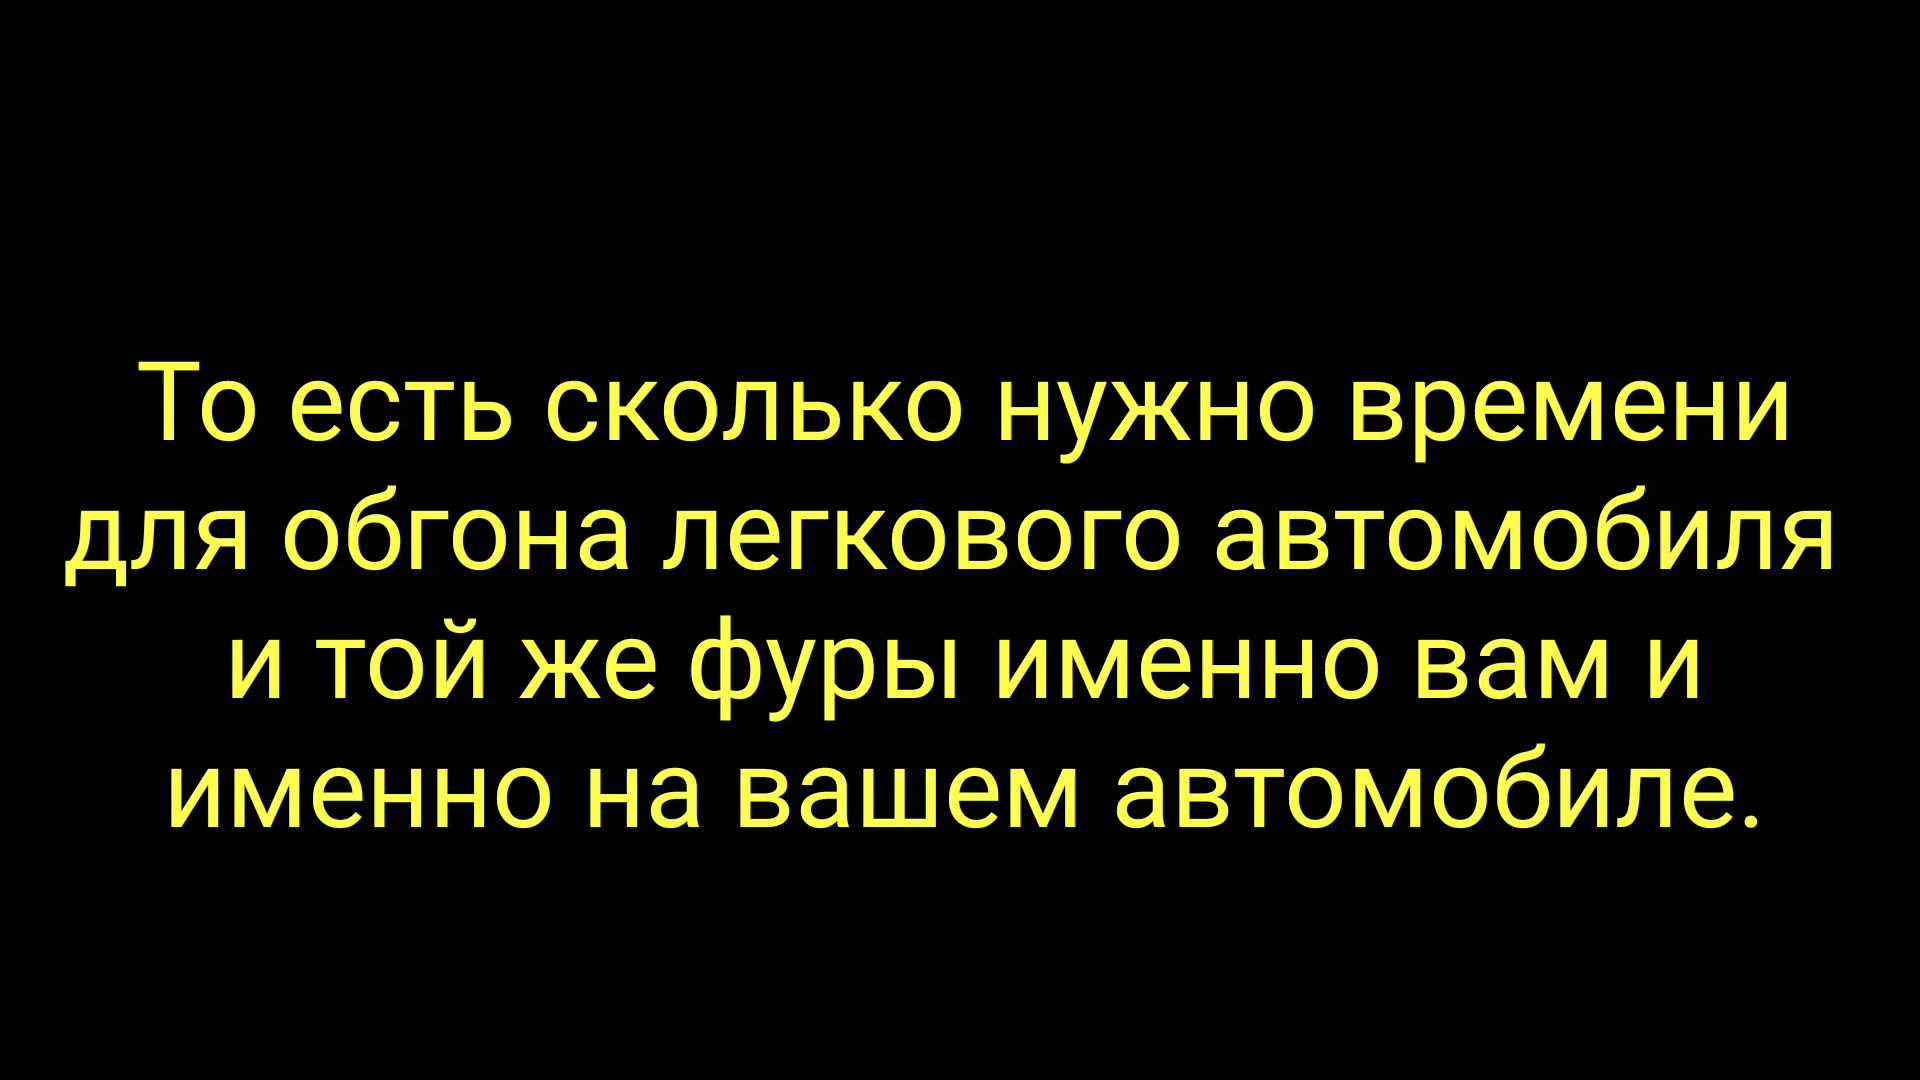 То есть сколько нужно времени
для обгона легкового автомобиля
и той же фуры именно вам и
именно на вашем автомобиле.